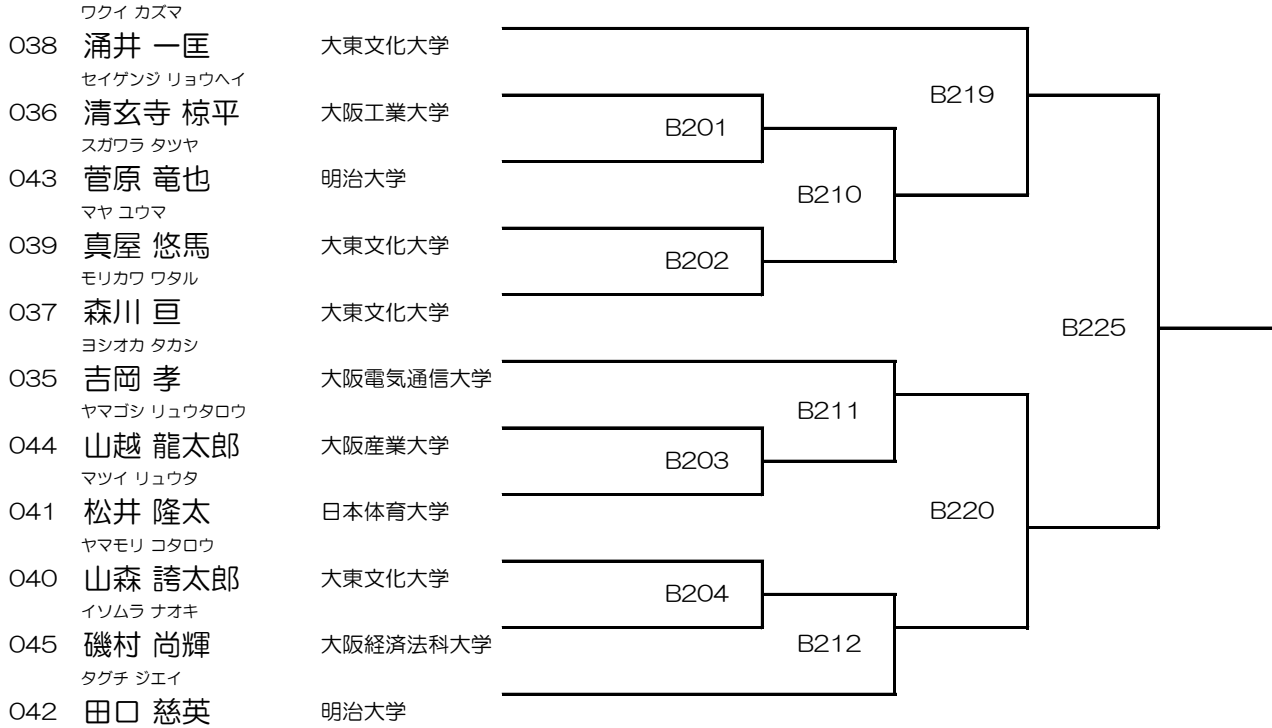 ワクイ カズマ
038 涌井 一匡 大東文化大学
セイゲンジ リョウヘイ
B219
036 清玄寺 椋平 大阪工業大学
B201
スガワラ タツヤ
043 菅原 竜也 明治大学
B210
マヤ ユウマ
039 真屋 悠馬 大東文化大学
B202
モリカワ ワタル
037 森川 亘 大東文化大学
B225
ヨシオカ タカシ
035 吉岡 孝 大阪電気通信大学
B211
ヤマゴシ リュウタロウ
044 山越 龍太郎 大阪産業大学
B203
マツイ リュウタ
041 松井 隆太 日本体育大学
B220
ヤマモリ コタロウ
040 山森 誇太郎 大東文化大学
B204
イソムラ ナオキ
045 磯村 尚輝 大阪経済法科大学
B212
タグチ ジエイ
042 田口 慈英 明治大学